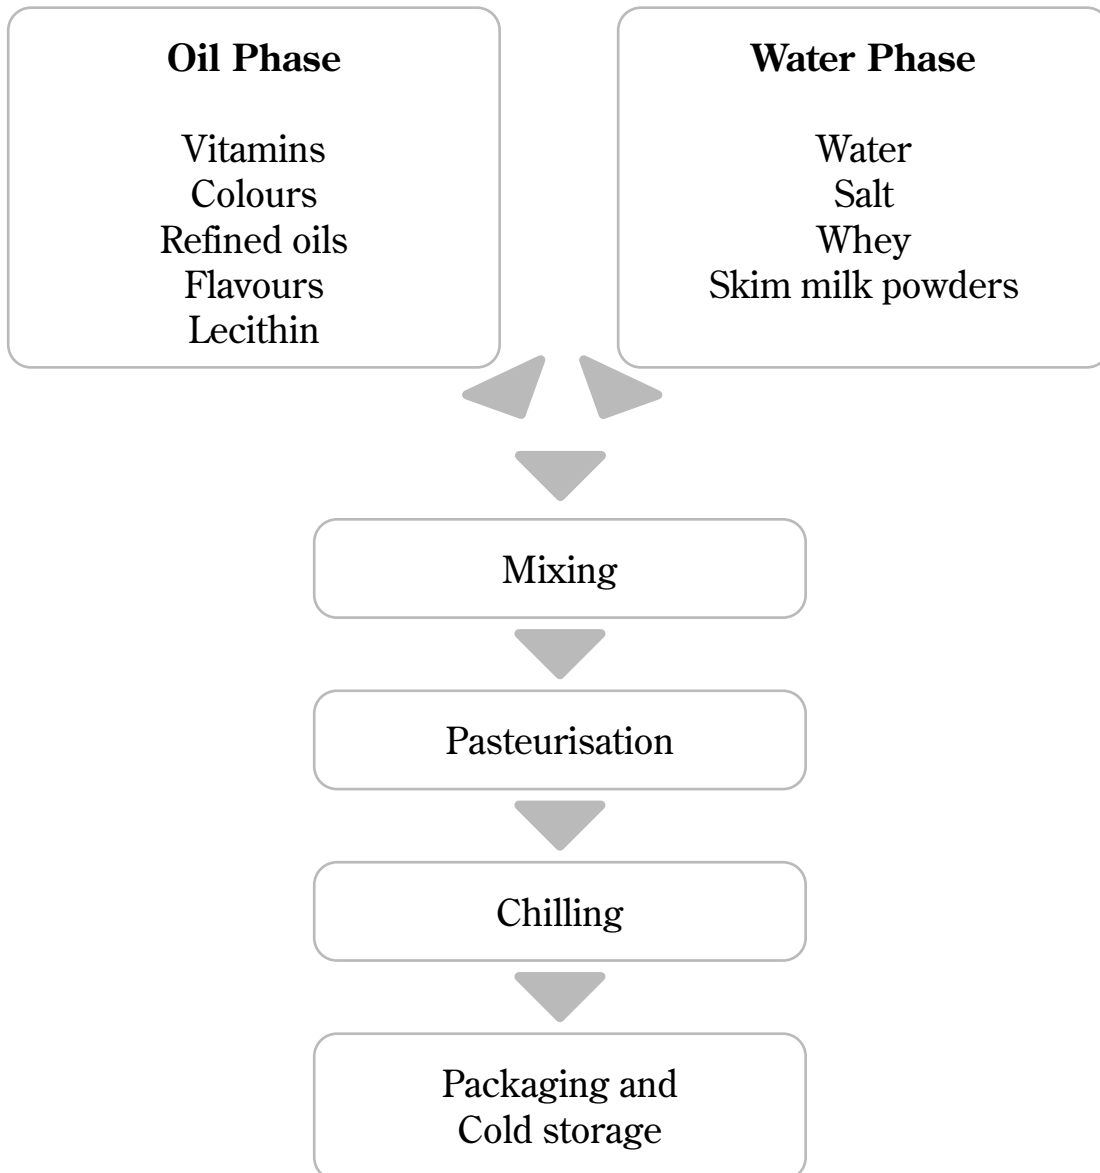 Oil Phase
Vitamins
Colours
Refined oils
Flavours
Lecithin
Water Phase
Water
Salt
Whey
Skim milk powders
Mixing
Pasteurisation
Chilling
Packaging and
Cold storage